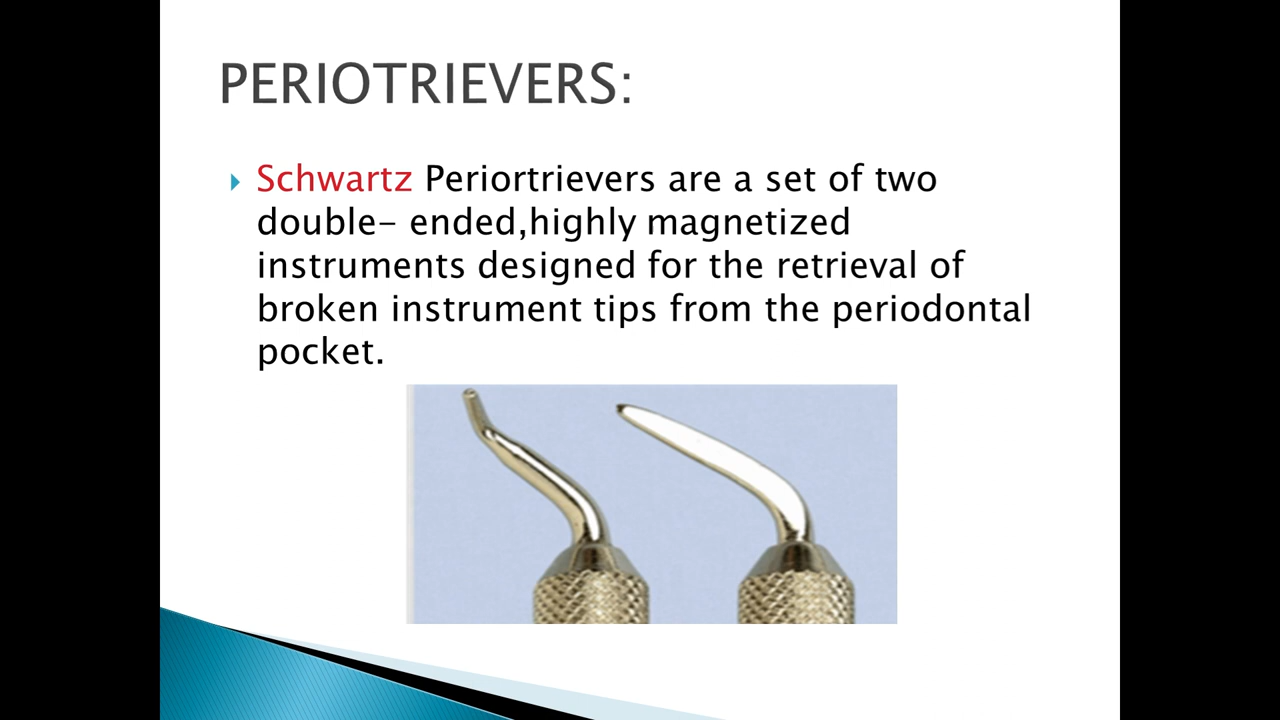 PERIOTRIEVERS:
Schwartz Periortrievers are a set of two
double- ended,highly magnetized
instruments designed for the retrieval of
broken instrument tips from the periodontal
pocket.